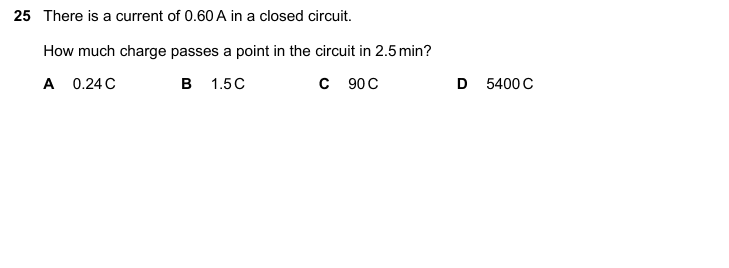 25 There is a current of 0.60 A in a closed circuit.
How much charge passes a point in the circuit in 2.5 min?
A 0.24 C B 1.5 C C 90 C D 5400 C